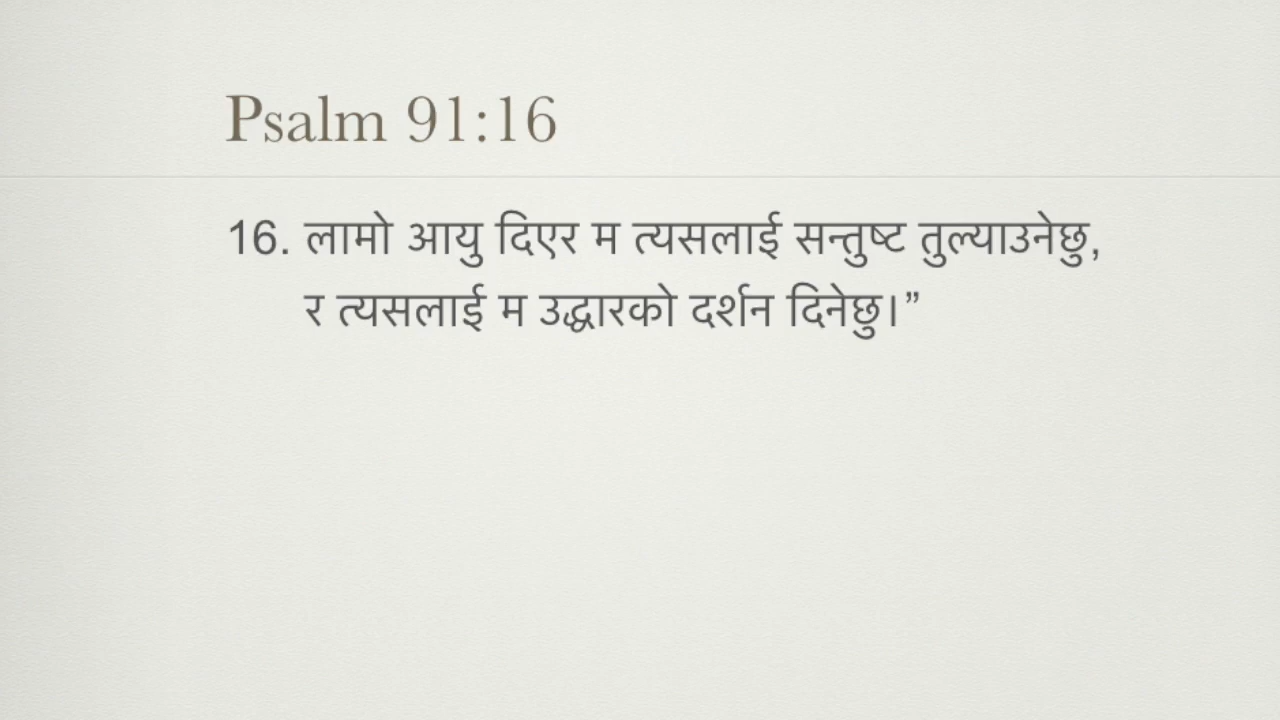 Psalm 91:16
16. लामो आयु दिएर म त्यसलाई सन्तुष्ट तुल्याउनेछु,
र त्यसलाई म उद्धारको दर्शन दिनेछु।”